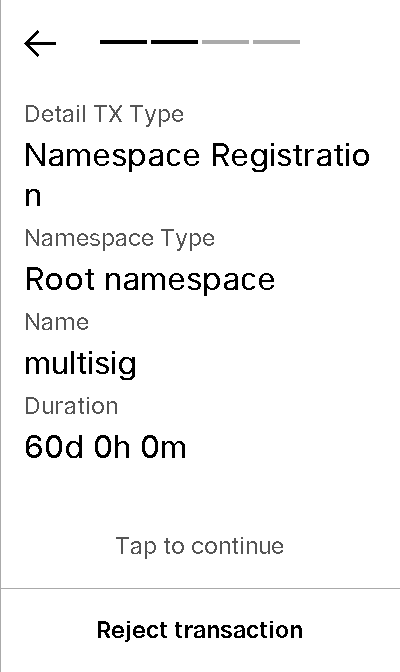 Detail TX Type
Namespace Registratio
n
Namespace Type
Root namespace
Name
multisig
Duration
60d 0h 0m
Tap to continue
Reject transaction